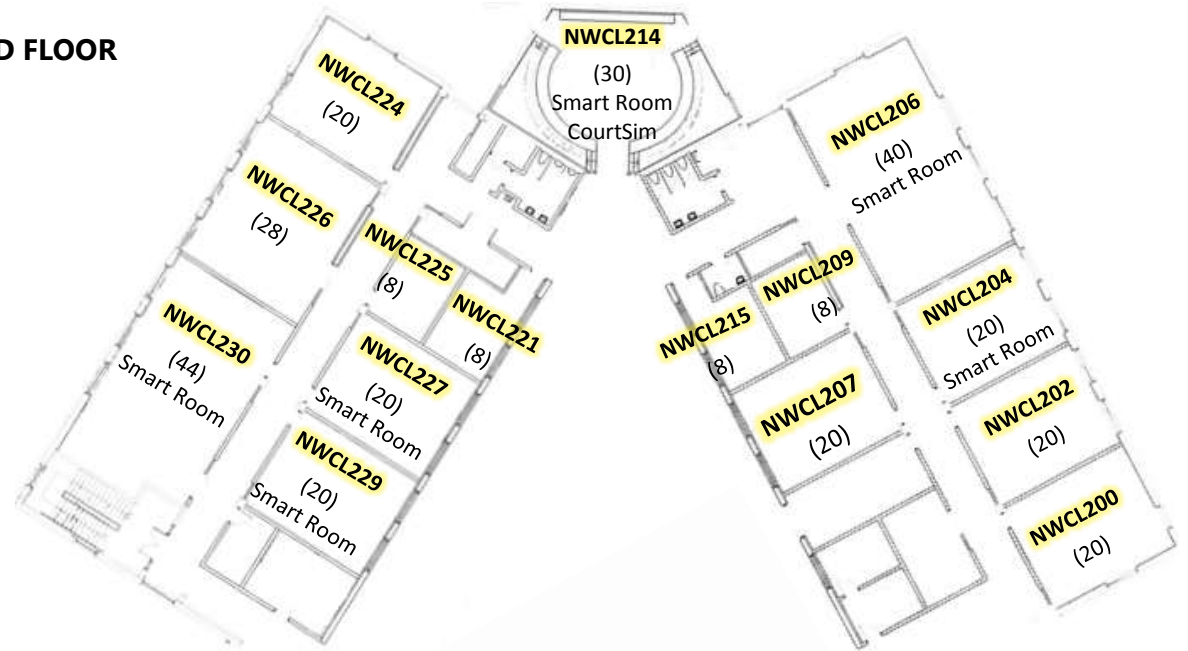 D FLOOR
NWCL214
(30)
Smart Room
CourtSim
NWCL224
(20)
NWCL226
(28)
NWCL230
(44)
Smart Room
NWCL225
(8)
NWCL221
(8)
NWCL227
(20)
Smart Room
NWCL229
(20)
Smart Room
NWCL206
(40)
Smart Room
NWCL209
(8)
NWCL215
(8)
NWCL204
(20)
Smart Room
NWCL207
(20)
NWCL202
(20)
NWCL200
(20)